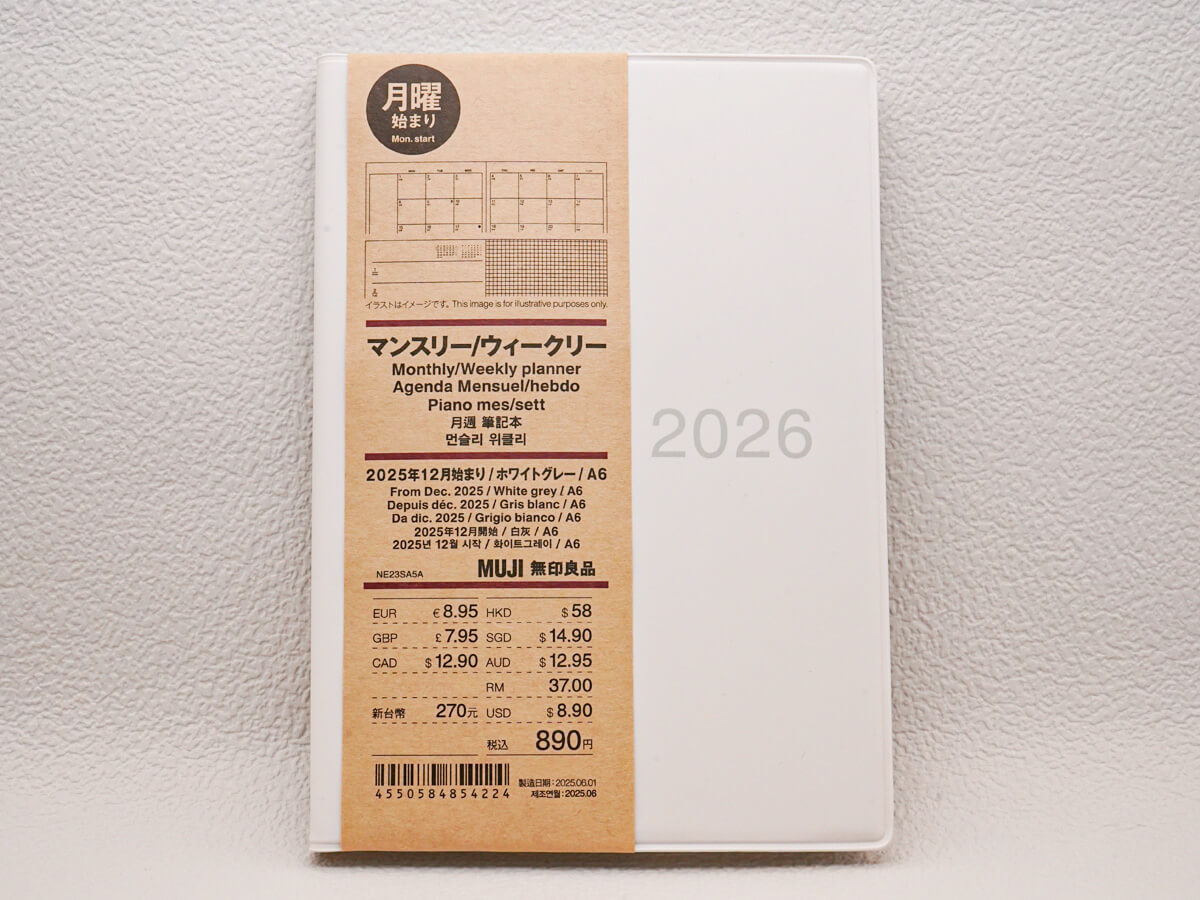 月曜
始まり
Mon. start
MON TUE WED THU FRI SAT SUN
イラストはイメージです。This image is for illustrative purposes only.
マンスリー/ウィークリー
Monthly/Weekly planner
Agenda Mensuel/hebdo
Piano mes/sett
月週 筆記本
먼슬리 위클리
2026
2025年12月始まり/ホワイトグレー/A6
From Dec. 2025 / White grey / A6
Depuis déc. 2025 / Gris blanc / A6
Da dic. 2025 / Grigio bianco / A6
2025年12月開始 / 白灰 / A6
2025년 12월 시작 / 화이트그레이 / A6
NE23SA5A MUJI 無印良品
EUR € 8.95 HKD $ 58
GBP £ 7.95 SGD $ 14.90
CAD $ 12.90 AUD $ 12.95
RM 37.00
新台幣 270元 USD $ 8.90
税込 890円
4550584854224
製造日期：2025.06.01
제조연월：2025.06